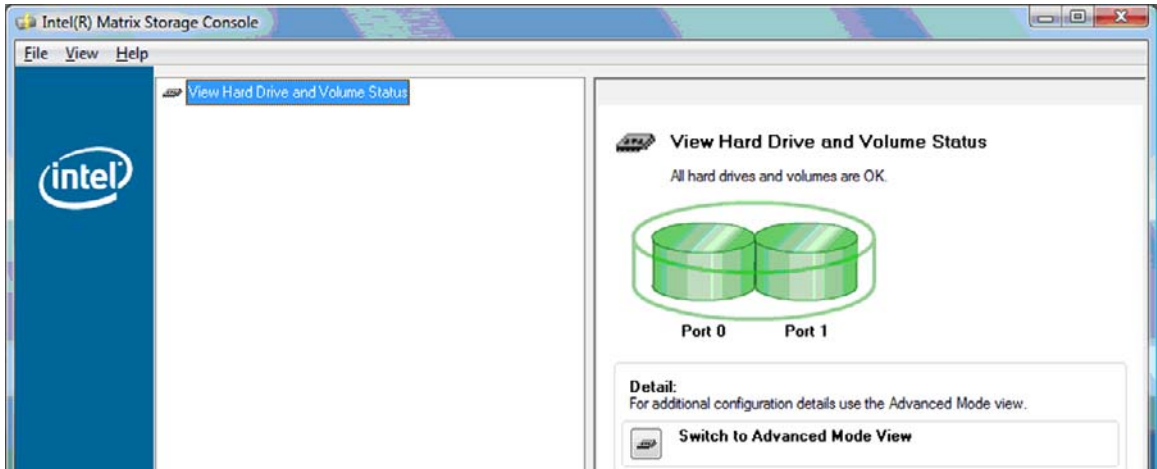 Intel(R) Matrix Storage Console
File View Help
View Hard Drive and Volume Status
intel
View Hard Drive and Volume Status
All hard drives and volumes are OK.
Port 0 Port 1
Detail:
For additional configuration details use the Advanced Mode view.
Switch to Advanced Mode View